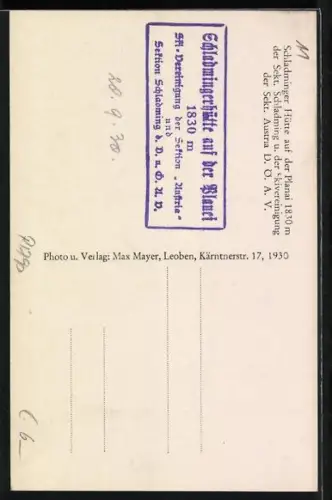 Schladminger Hütte auf der Planai 1830 m
der Sekt. Schladming u. der Skivereinigung
der Sekt. Austria D. Ö. A. V.
Schladmingerhütte auf der Planei
1830 m
Ski-Vereinigung der Sektion „Austria“
und
Sektion Schladming d. D. u. Ö. A. V.
28. 9. 30.
Photo u. Verlag: Max Mayer, Leoben, Kärntnerstr. 17, 1930